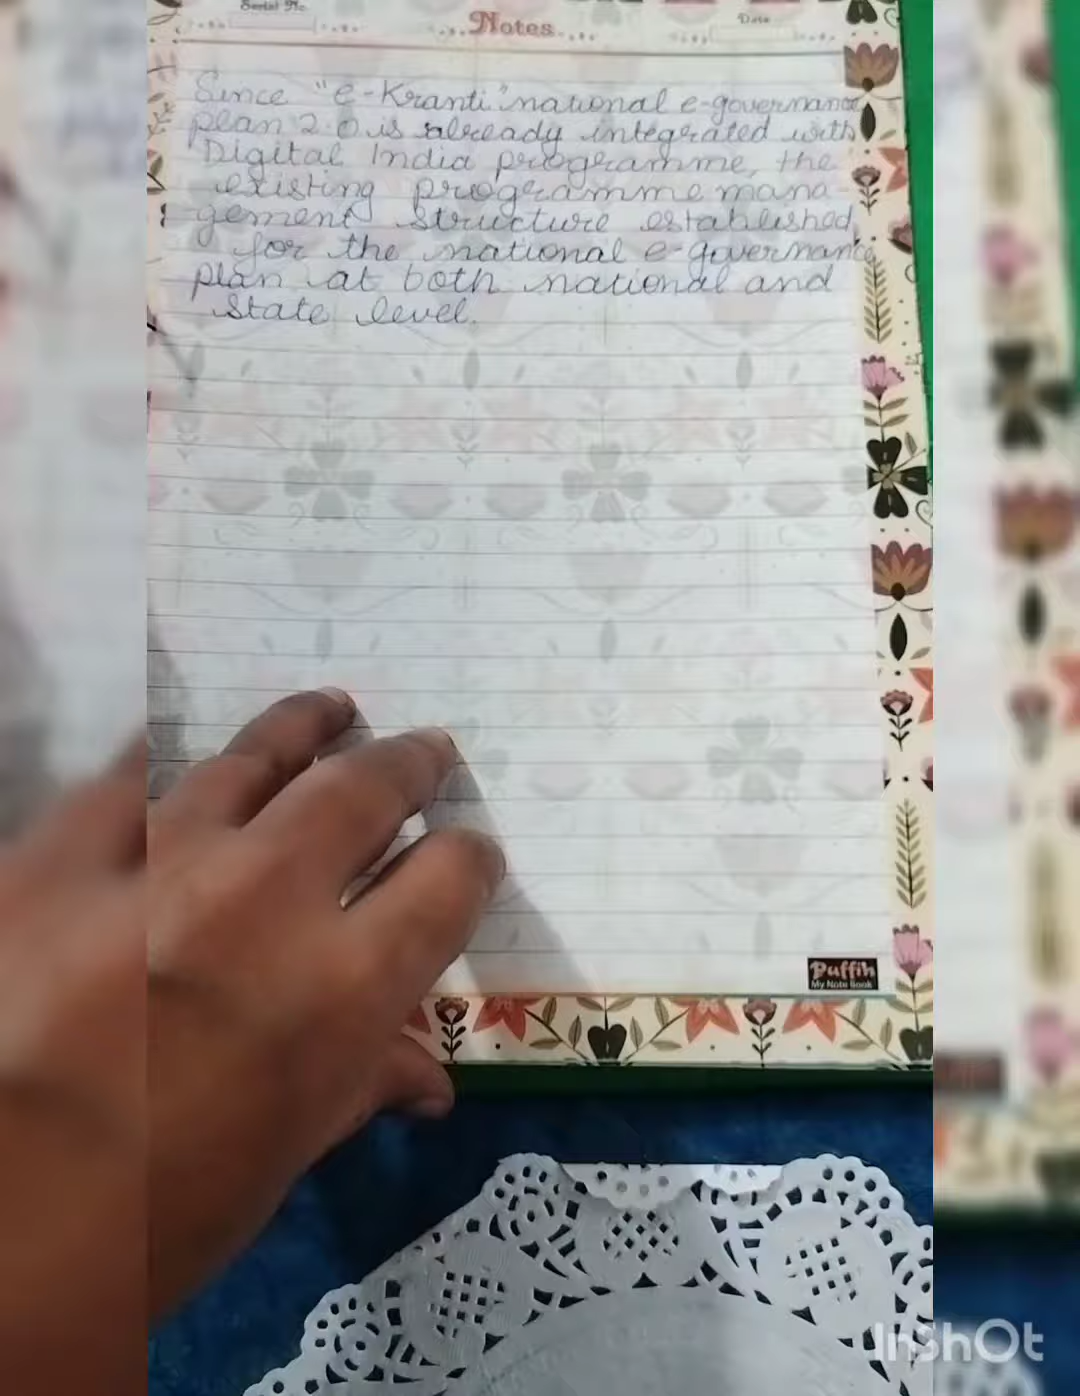 Serial No.
Notes
Date
Since "e-Kranti" national e-governance
plan 2.0 is already integrated with
Digital India programme, the
existing programme mana-
gement structure established
for the national e-governance
plan at both national and
state level.
Puffin
My Note Book
InShOt